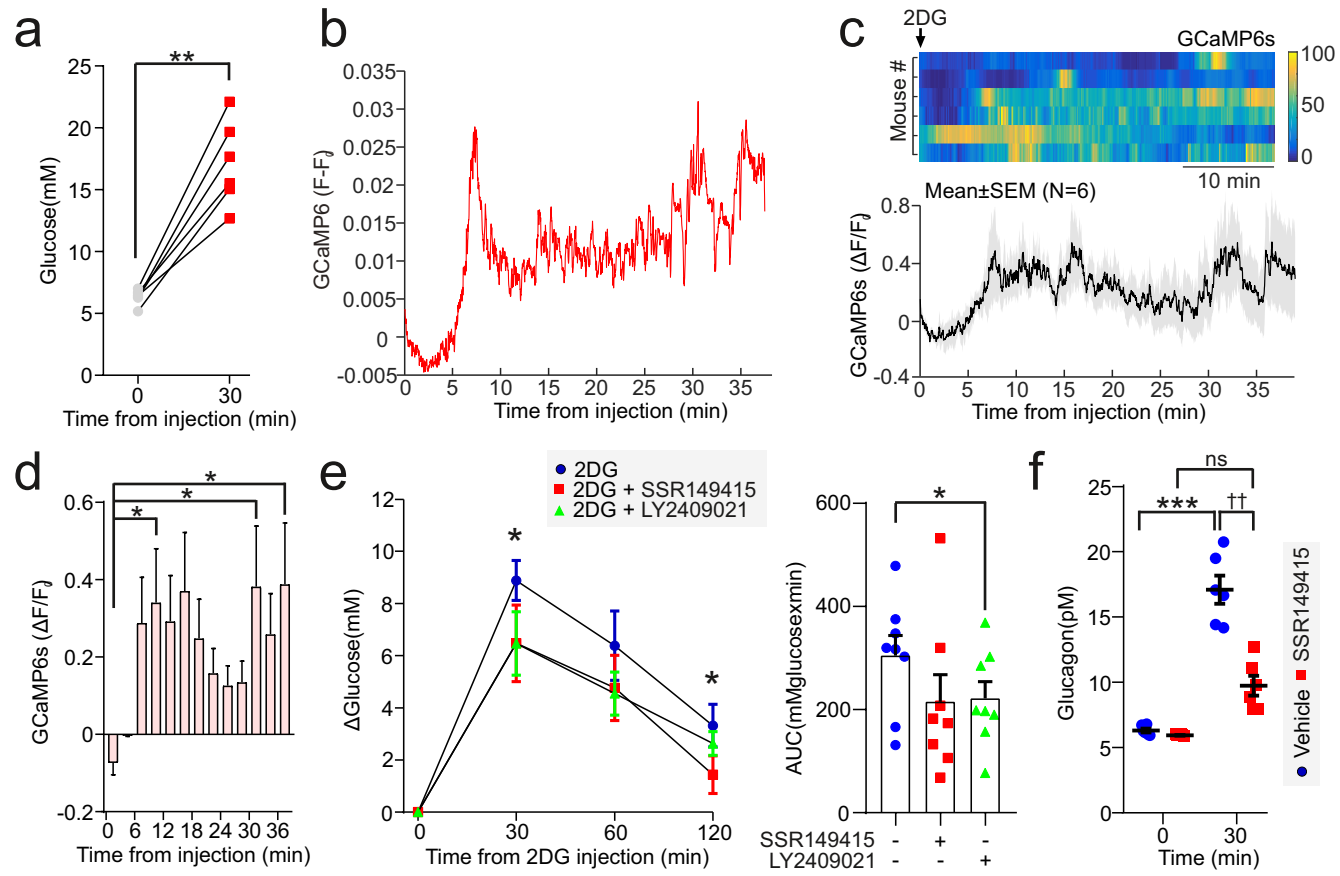 a
**
Glucose(mM)
25
20
15
10
5
0
0 30
Time from injection (min)
b
GCaMP6 (F-F₀)
0.035
0.03
0.025
0.02
0.015
0.01
0.005
0
-0.005
0 5 10 15 20 25 30 35
Time from injection (min)
c
2DG
GCaMP6s
Mouse #
100
50
0
10 min
Mean±SEM (N=6)
GCaMP6s (ΔF/F₀)
0.8
0.4
0
-0.4
0 5 10 15 20 25 30 35
Time from injection (min)
d
*
*
*
GCaMP6s (ΔF/F₀)
0.6
0.4
0.2
0.0
-0.2
0 6 12 18 24 30 36
Time from injection (min)
e
2DG
2DG + SSR149415
2DG + LY2409021
ΔGlucose(mM)
12
10
8
6
4
2
0
*
*
0 30 60 120
Time from 2DG injection (min)
*
AUC(mMglucosexmin)
600
400
200
0
SSR149415 - + -
LY2409021 - - +
f
ns
*** ††
Glucagon(pM)
25
20
15
10
5
0
0 30
Time (min)
Vehicle SSR149415